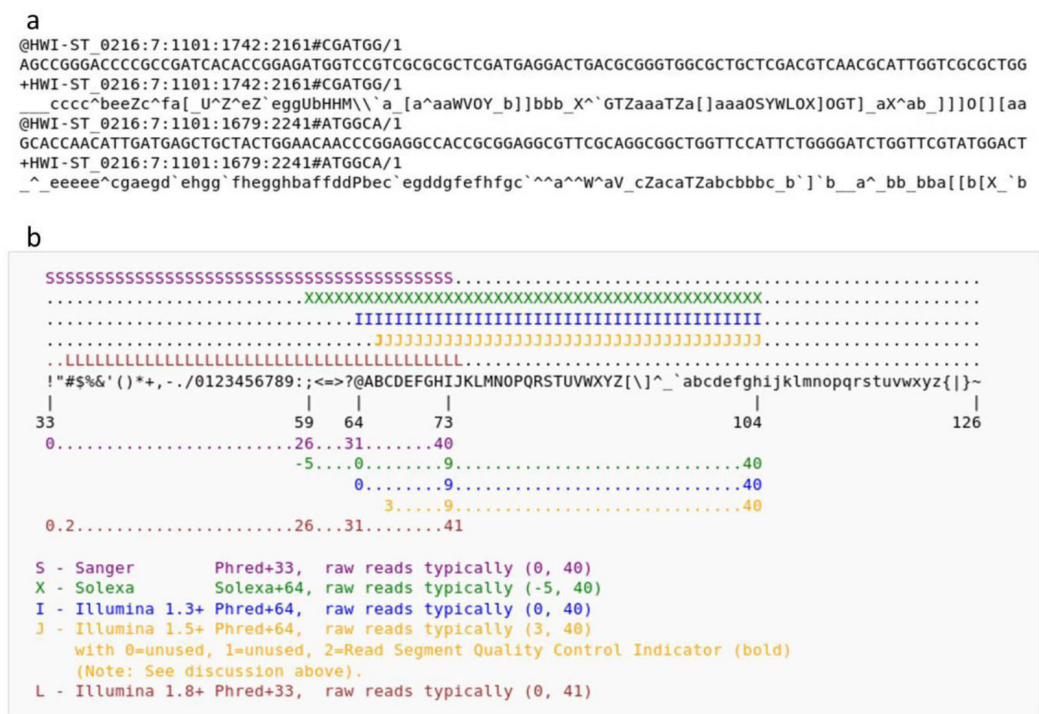 a
@HWI-ST_0216:7:1101:1742:2161#CGATGG/1
AGCCGGGACCCCGCCGATCACACCGGAGATGGTCCGTCGCGCGCTCGATGAGGACTGACGCGGGTGGCGCTGCTCGACGTCAACGCATTGGTCGCGCTGG
+HWI-ST_0216:7:1101:1742:2161#CGATGG/1
___cccc^beeZc^fa[_U^Z^eZ`eggUbHHM\\`a_[a^aaWVOY_b]]bbb_X^`GTZaaaTZa[]aaaOSYWLOX]OGT]_aX^ab_]]]O[][aa
@HWI-ST_0216:7:1101:1679:2241#ATGGCA/1
GCACCAACATTGATGAGCTGCTACTGGAACAACCCGGAGGCCACCGCGGAGGCGTTCGCAGGCGGCTGGTTCCATTCTGGGGATCTGGTTCGTATGGACT
+HWI-ST_0216:7:1101:1679:2241#ATGGCA/1
_^_eeeee^cgaegd`ehgg`fhegghbaffddPbec`egddgfefhfgc`^^a^^W^aV_cZacaTZabcbbbc_b`]`b__a^_bb_bba[[b[X_`b
b
SSSSSSSSSSSSSSSSSSSSSSSSSSSSSSSSSSSSSSSSS.....................................................
..........................XXXXXXXXXXXXXXXXXXXXXXXXXXXXXXXXXXXXXXXXXXXXXX......................
...............................IIIIIIIIIIIIIIIIIIIIIIIIIIIIIIIIIIIIIIIII......................
.................................JJJJJJJJJJJJJJJJJJJJJJJJJJJJJJJJJJJJJJJ......................
..LLLLLLLLLLLLLLLLLLLLLLLLLLLLLLLLLLLLLLLL....................................................
!"#$%&'()*+,-./0123456789:;<=>?@ABCDEFGHIJKLMNOPQRSTUVWXYZ[\]^_`abcdefghijklmnopqrstuvwxyz{|}~
| | | | | |
33 59 64 73 104 126
0........................26...31.......40
-5....0........9.............................40
0........9.............................40
3.....9.............................40
0.2......................26...31........41
S - Sanger Phred+33, raw reads typically (0, 40)
X - Solexa Solexa+64, raw reads typically (-5, 40)
I - Illumina 1.3+ Phred+64, raw reads typically (0, 40)
J - Illumina 1.5+ Phred+64, raw reads typically (3, 40)
with 0=unused, 1=unused, 2=Read Segment Quality Control Indicator (bold)
(Note: See discussion above).
L - Illumina 1.8+ Phred+33, raw reads typically (0, 41)